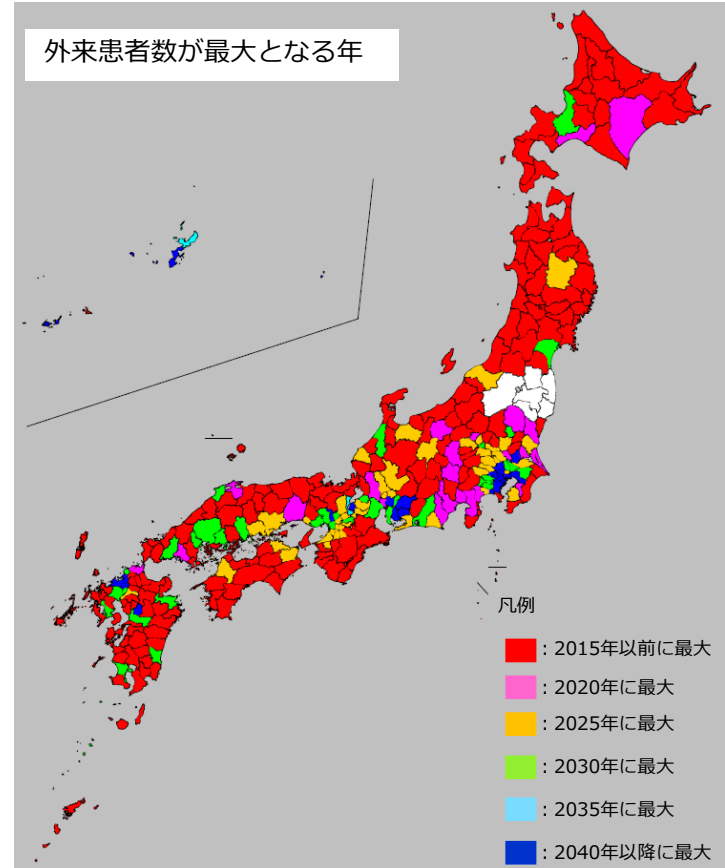 外来患者数が最大となる年
凡例
：2015年以前に最大
：2020年に最大
：2025年に最大
：2030年に最大
：2035年に最大
：2040年以降に最大